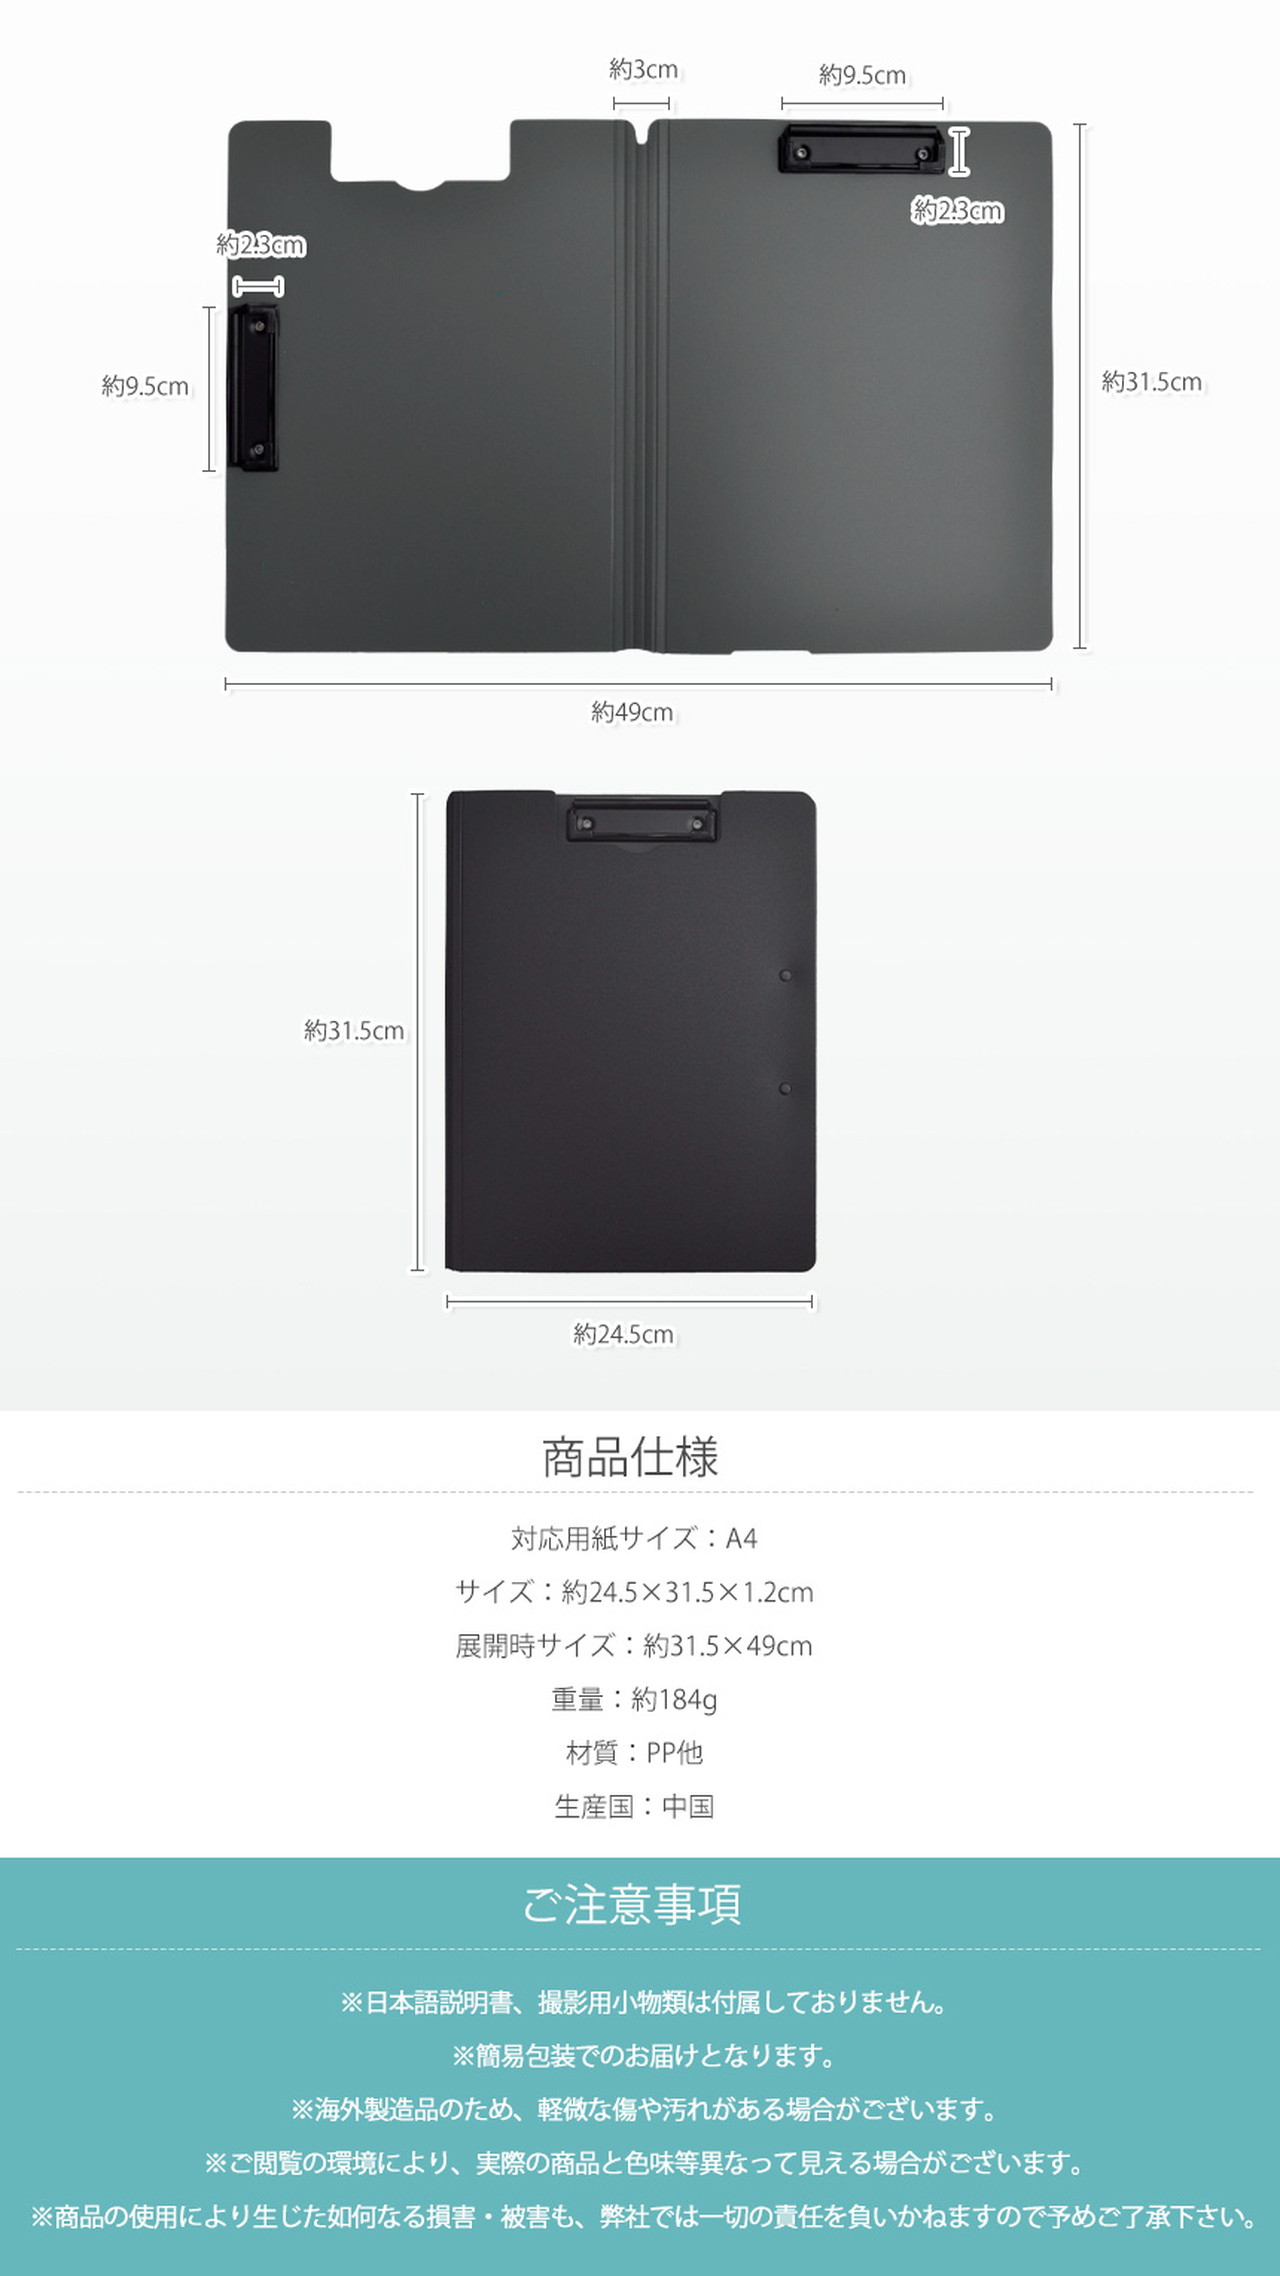 約3cm
約9.5cm
約2.3cm
約2.3cm
約9.5cm
約31.5cm
約49cm
約31.5cm
約24.5cm
商品仕様
対応用紙サイズ：A4
サイズ：約24.5×31.5×1.2cm
展開時サイズ：約31.5×49cm
重量：約184g
材質：PP他
生産国：中国
ご注意事項
※日本語説明書、撮影用小物類は付属しておりません。
※簡易包装でのお届けとなります。
※海外製造品のため、軽微な傷や汚れがある場合がございます。
※ご閲覧の環境により、実際の商品と色味等異なって見える場合がございます。
※商品の使用により生じた如何なる損害・被害も、弊社では一切の責任を負いかねますので予めご了承下さい。